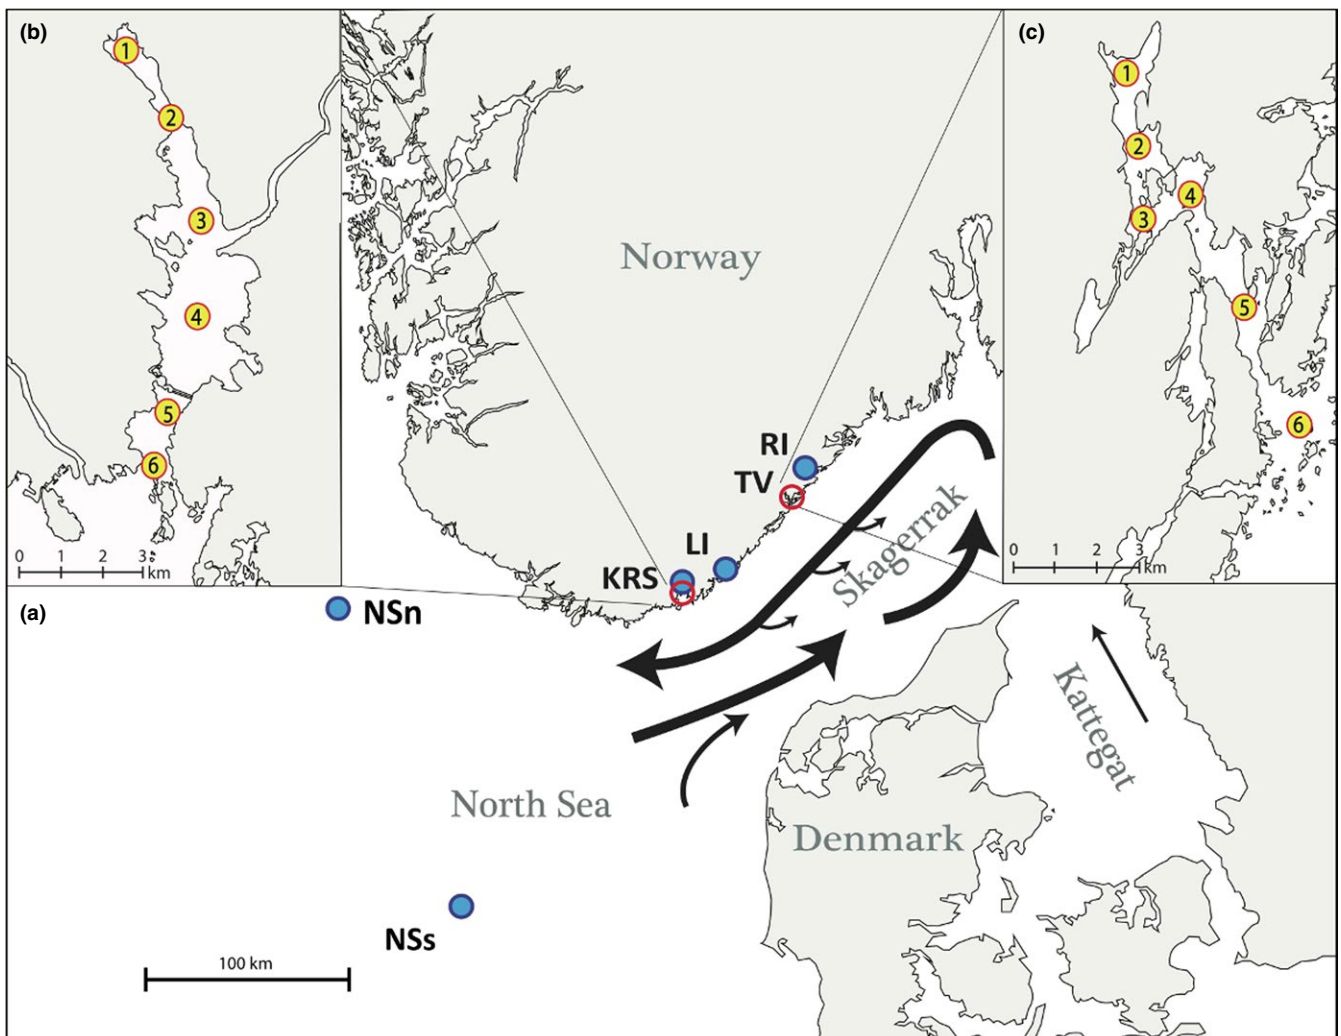 (b)
1
2
3
4
5
6
0 1 2 3 km
(c)
1
2
3
4
5
6
0 1 2 3 km
(a)
Norway
RI
TV
LI
KRS
NSn
Skagerrak
Kattegat
North Sea
Denmark
NSs
100 km